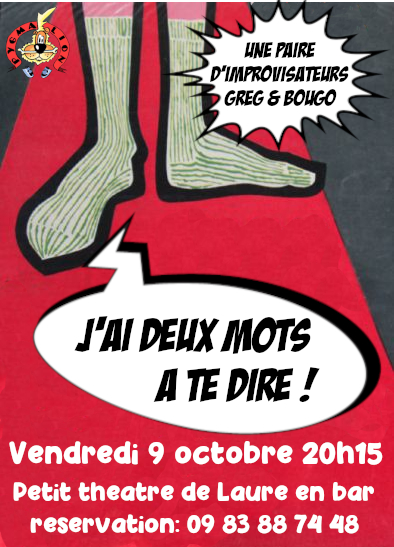 PYGMALLION
UNE PAIRE
D'IMPROVISATEURS
GREG & BOUGO
J'AI DEUX MOTS
A TE DIRE !
Vendredi 9 octobre 20h15
Petit theatre de Laure en bar
reservation: 09 83 88 74 48